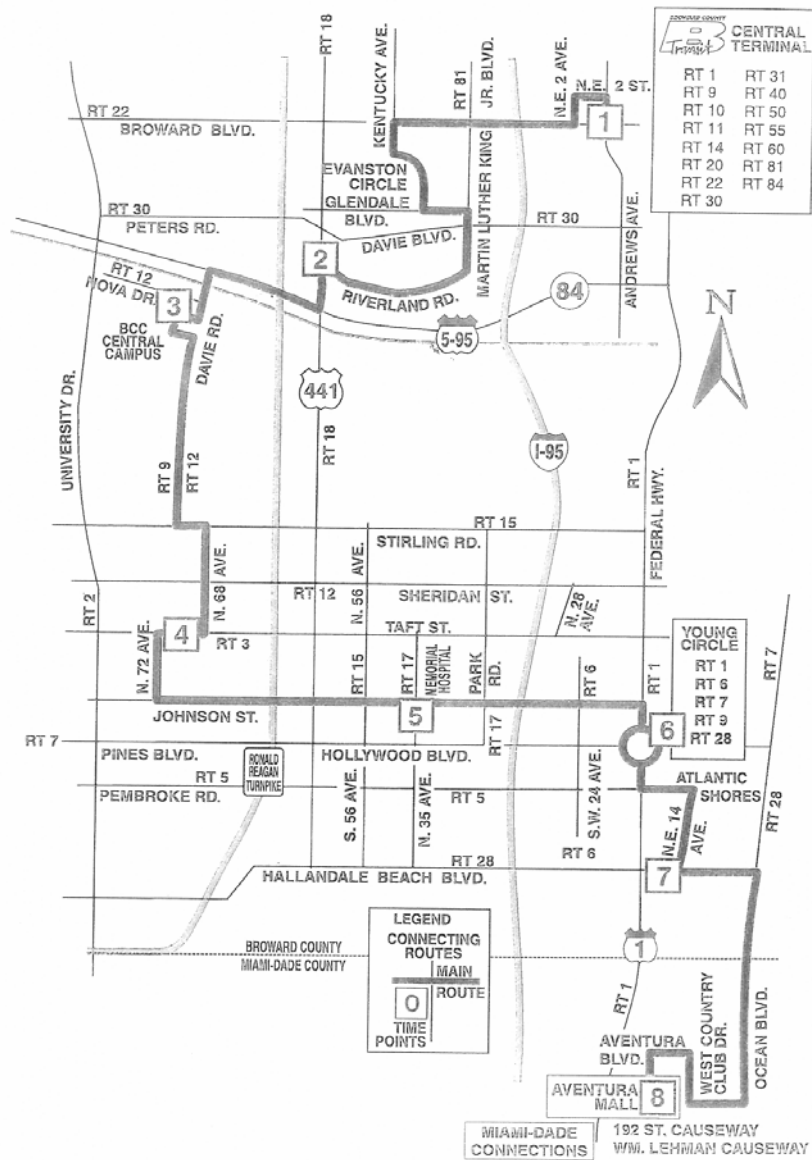 RT 18
KENTUCKY AVE.
RT 81
JR. BLVD.
N.E. 2 AVE.
N.E. 2 ST.
CENTRAL
TERMINAL
RT 1 RT 31
RT 9 RT 40
RT 10 RT 50
RT 11 RT 55
RT 14 RT 60
RT 20 RT 81
RT 22 RT 84
RT 30
RT 22
BROWARD BLVD.
1
EVANSTON
CIRCLE
GLENDALE
BLVD.
MARTIN LUTHER KING
ANDREWS AVE.
RT 30
PETERS RD.
DAVIE BLVD.
RT 30
2
RIVERLAND RD.
84
RT 12
NOVA DR.
3
BCC
CENTRAL
CAMPUS
DAVIE RD.
5-95
N
UNIVERSITY DR.
441
RT 18
I-95
RT 9
RT 12
RT 1
FEDERAL HWY.
RT 15
STIRLING RD.
N. 68 AVE.
N. 56 AVE.
RT 12
SHERIDAN ST.
N. 28
AVE.
RT 2
4
RT 3
TAFT ST.
N. 72 AVE.
RT 15
RT 17
MEMORIAL
HOSPITAL
PARK
RD.
RT 6
RT 1
YOUNG
CIRCLE
RT 1
RT 6
RT 7
RT 9
RT 28
RT 7
JOHNSON ST.
5
RT 17
6
RT 7
PINES BLVD.
HOLLYWOOD BLVD.
RONALD
REAGAN
TURNPIKE
RT 5
PEMBROKE RD.
S. 56 AVE.
N. 35 AVE.
RT 5
S.W. 24 AVE.
ATLANTIC
SHORES
RT 28
N.E. 14
AVE.
RT 6
RT 28
HALLANDALE BEACH BLVD.
7
LEGEND
CONNECTING
ROUTES
MAIN
ROUTE
0
TIME
POINTS
BROWARD COUNTY
MIAMI-DADE COUNTY
1
RT 1
WEST COUNTRY
CLUB DR.
OCEAN BLVD.
AVENTURA
BLVD.
AVENTURA
MALL
8
MIAMI-DADE
CONNECTIONS
192 ST. CAUSEWAY
WM. LEHMAN CAUSEWAY